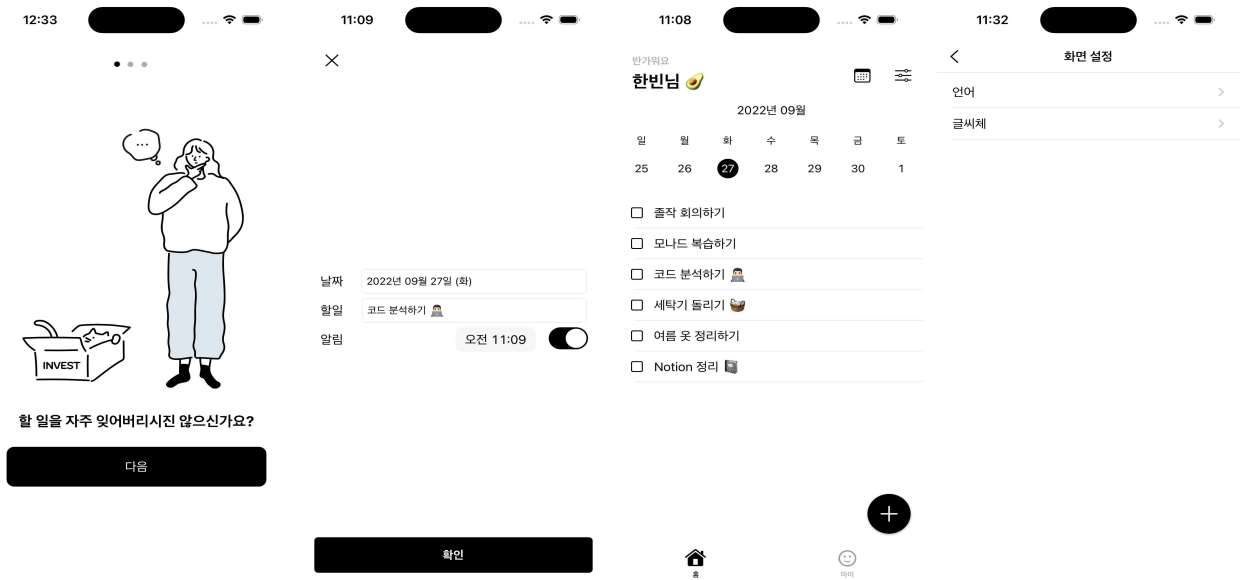 12:33
...
INVEST
할 일을 자주 잊어버리시진 않으신가요?
다음
11:09
날짜
2022년 09월 27일 (화)
할일
코드 분석하기 👨🏻‍💻
알림
오전 11:09
확인
11:08
반가워요
한빈님 🥑
2022년 09월
일 월 화 수 목 금 토
25 26 27 28 29 30 1
졸작 회의하기
모나드 복습하기
코드 분석하기 👨🏻‍💻
세탁기 돌리기 🧺
여름 옷 정리하기
Notion 정리 📓
홈
마이
11:32
화면 설정
언어
글씨체